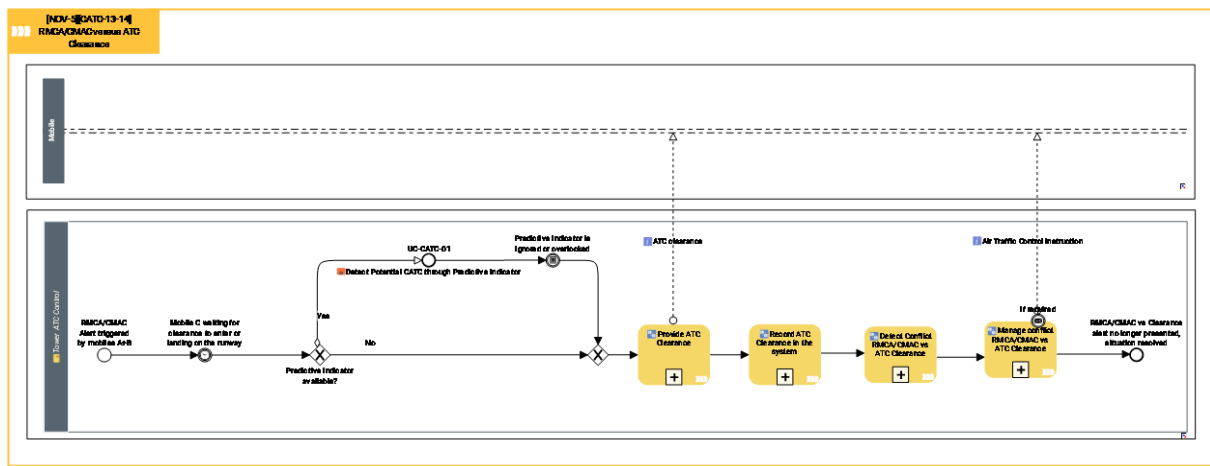 [NOV-5][CATC-13-14]
RMCA/CMAC versus ATC
Clearance
Mobile
Tower ATC Control
RMCA/CMAC
Alert triggered
by mobiles A+B
Mobile C waiting for
clearance to enter or
landing on the runway
Yes
No
Predictive Indicator
available?
UC-CATC-01
Detect Potential CATC through Predictive Indicator
Predictive Indicator is
ignored or overlooked
ATC clearance
Provide ATC
Clearance
Record ATC
Clearance in the
system
Detect Conflict
RMCA/CMAC vs
ATC Clearance
Air Traffic Control Instruction
If required
Manage conflict
RMCA/CMAC vs
ATC Clearance
RMCA/CMAC vs Clearance
alert no longer presented,
situation resolved